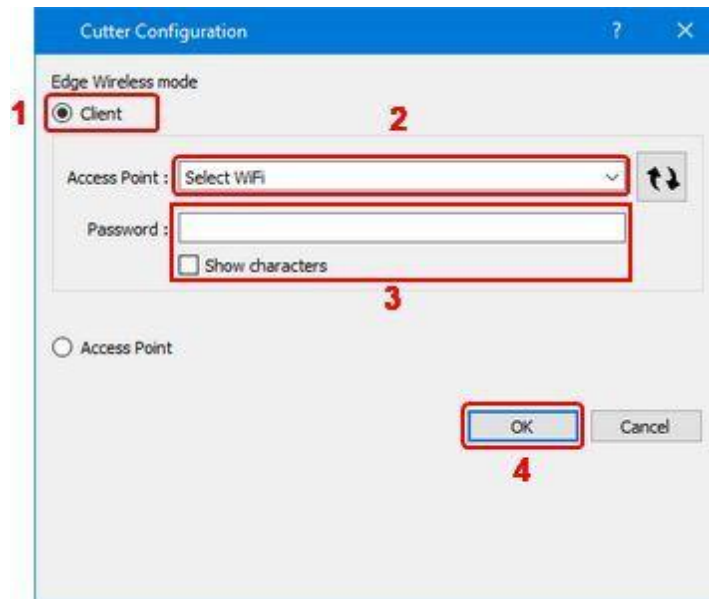 Cutter Configuration ?
Edge Wireless mode
1 Client
2
Access Point : Select WiFi
Password :
Show characters
3
Access Point
OK Cancel
4